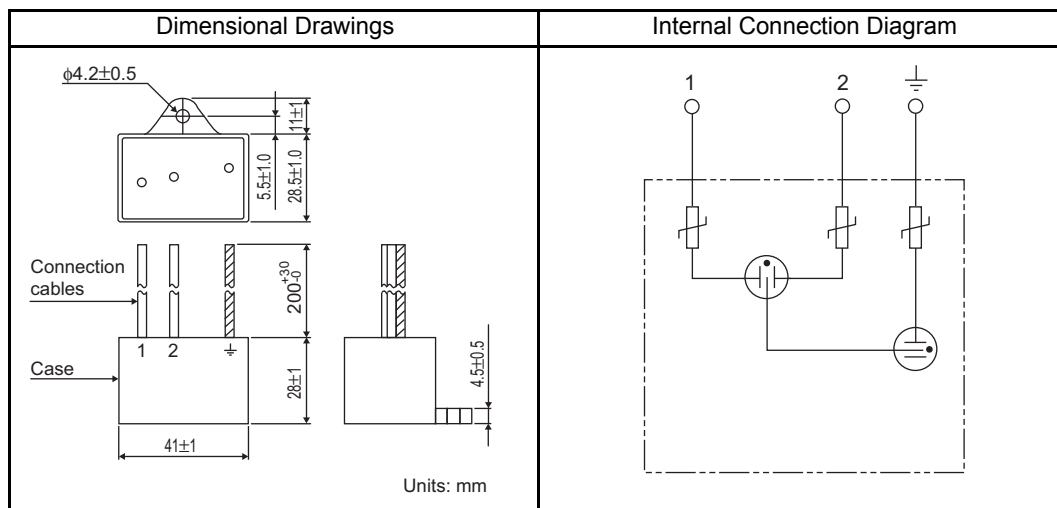 Dimensional Drawings
Internal Connection Diagram
ϕ4.2±0.5
11±1
5.5±1.0
28.5±1.0
Connection
cables
200+30-0
1 2
Case
28±1
4.5±0.5
41±1
Units: mm
1 2